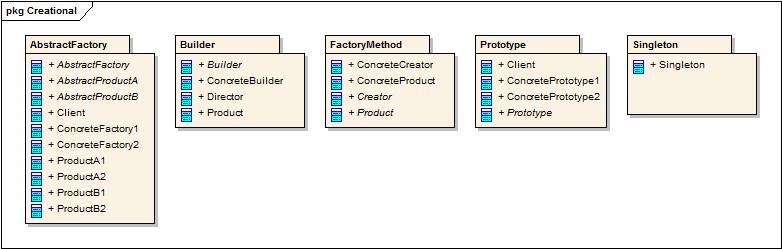 pkg Creational
AbstractFactory
+ AbstractFactory
+ AbstractProductA
+ AbstractProductB
+ Client
+ ConcreteFactory1
+ ConcreteFactory2
+ ProductA1
+ ProductA2
+ ProductB1
+ ProductB2
Builder
+ Builder
+ ConcreteBuilder
+ Director
+ Product
FactoryMethod
+ ConcreteCreator
+ ConcreteProduct
+ Creator
+ Product
Prototype
+ Client
+ ConcretePrototype1
+ ConcretePrototype2
+ Prototype
Singleton
+ Singleton